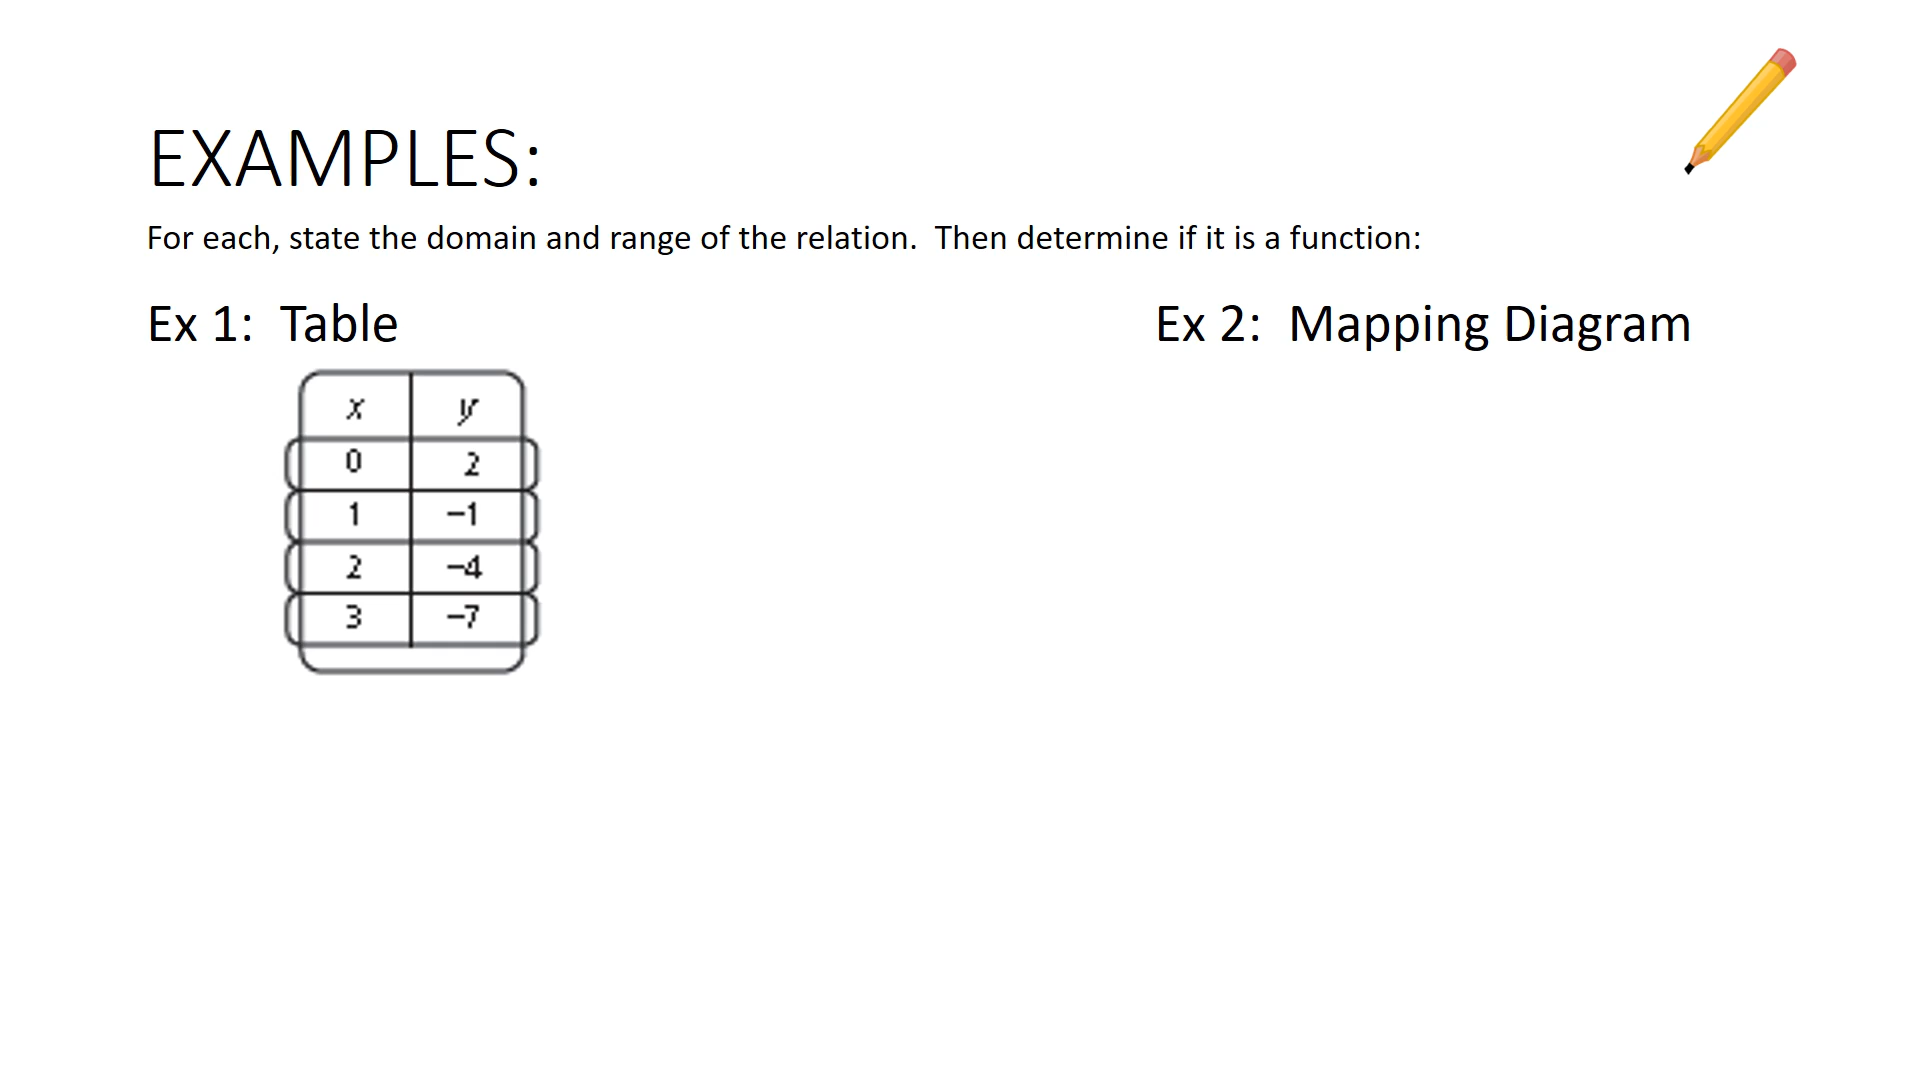 EXAMPLES:
For each, state the domain and range of the relation.  Then determine if it is a function:
Ex 1:  Table
Ex 2:  Mapping Diagram
x y
0 2
1 −1
2 −4
3 −7